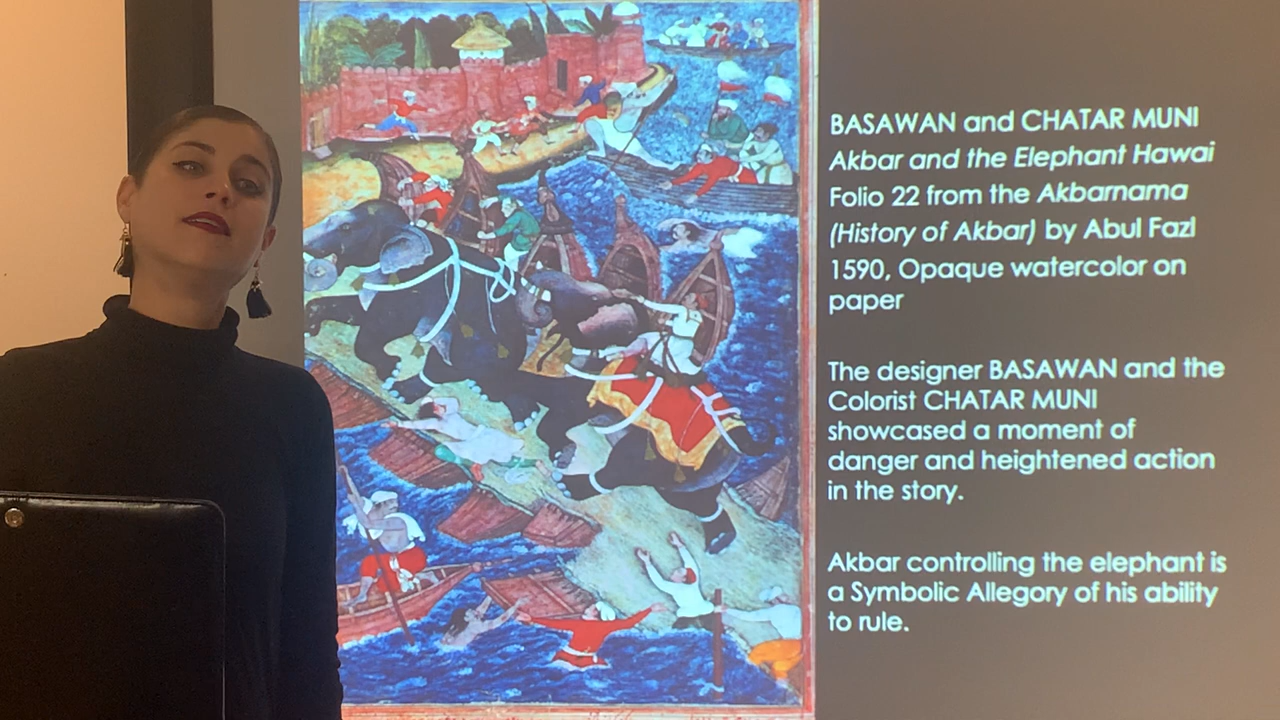 BASAWAN and CHATAR MUNI
Akbar and the Elephant Hawai
Folio 22 from the Akbarnama
(History of Akbar) by Abul Fazl
1590, Opaque watercolor on
paper
The designer BASAWAN and the
Colorist CHATAR MUNI
showcased a moment of
danger and heightened action
in the story.
Akbar controlling the elephant is
a Symbolic Allegory of his ability
to rule.